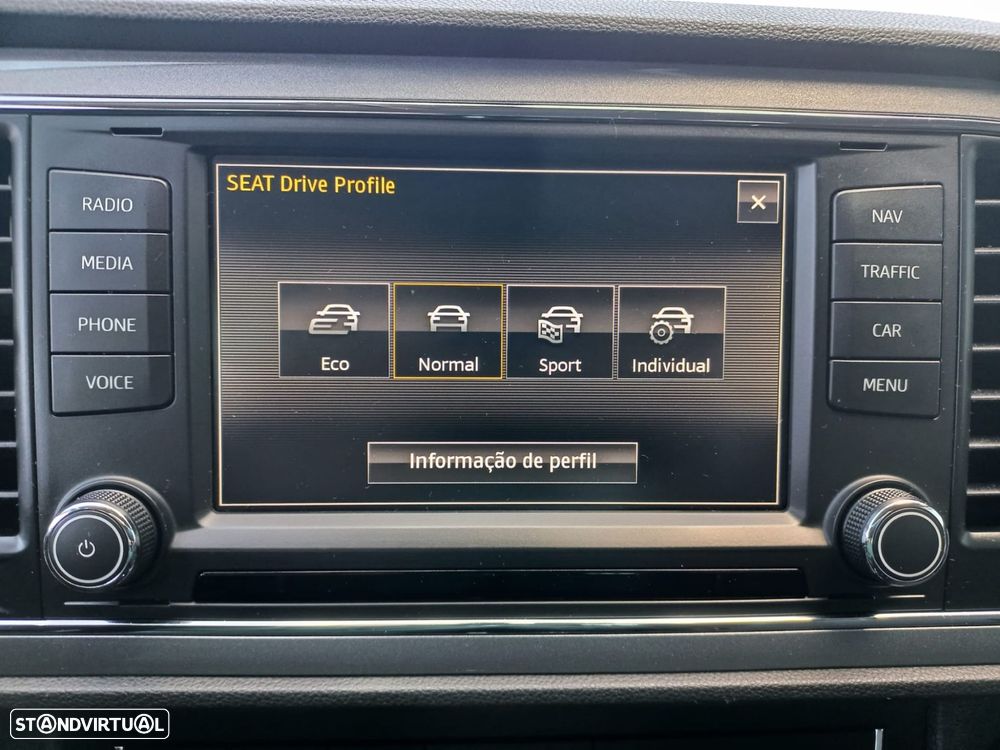 SEAT Drive Profile
RADIO
MEDIA
PHONE
VOICE
NAV
TRAFFIC
CAR
MENU
Eco
Normal
Sport
Individual
Informação de perfil
STANDVIRTUAL